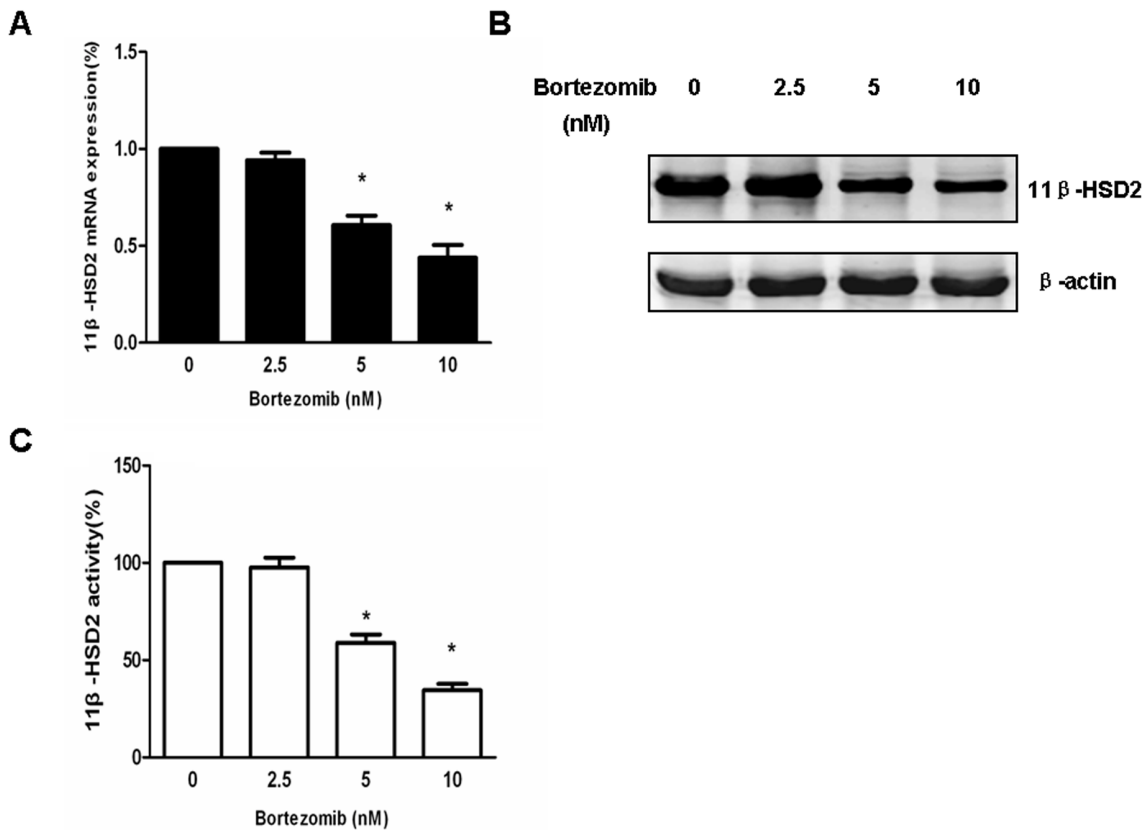 A
11β -HSD2 mRNA expression(%)
1.5
1.0
0.5
0.0
*
*
0 2.5 5 10
Bortezomib (nM)
B
Bortezomib 0 2.5 5 10
(nM)
11β-HSD2
β-actin
C
11β -HSD2 activity(%)
150
100
50
0
*
*
0 2.5 5 10
Bortezomib (nM)